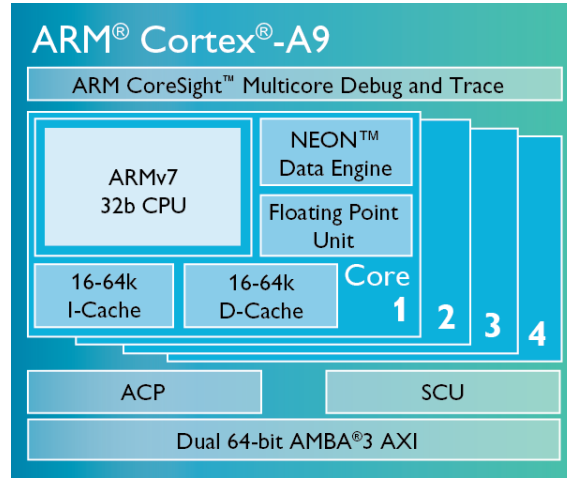 ARM® Cortex®-A9
ARM CoreSight™ Multicore Debug and Trace
ARMv7
32b CPU
NEON™
Data Engine
Floating Point
Unit
16-64k
I-Cache
16-64k
D-Cache
Core
1
2
3
4
ACP
SCU
Dual 64-bit AMBA®3 AXI